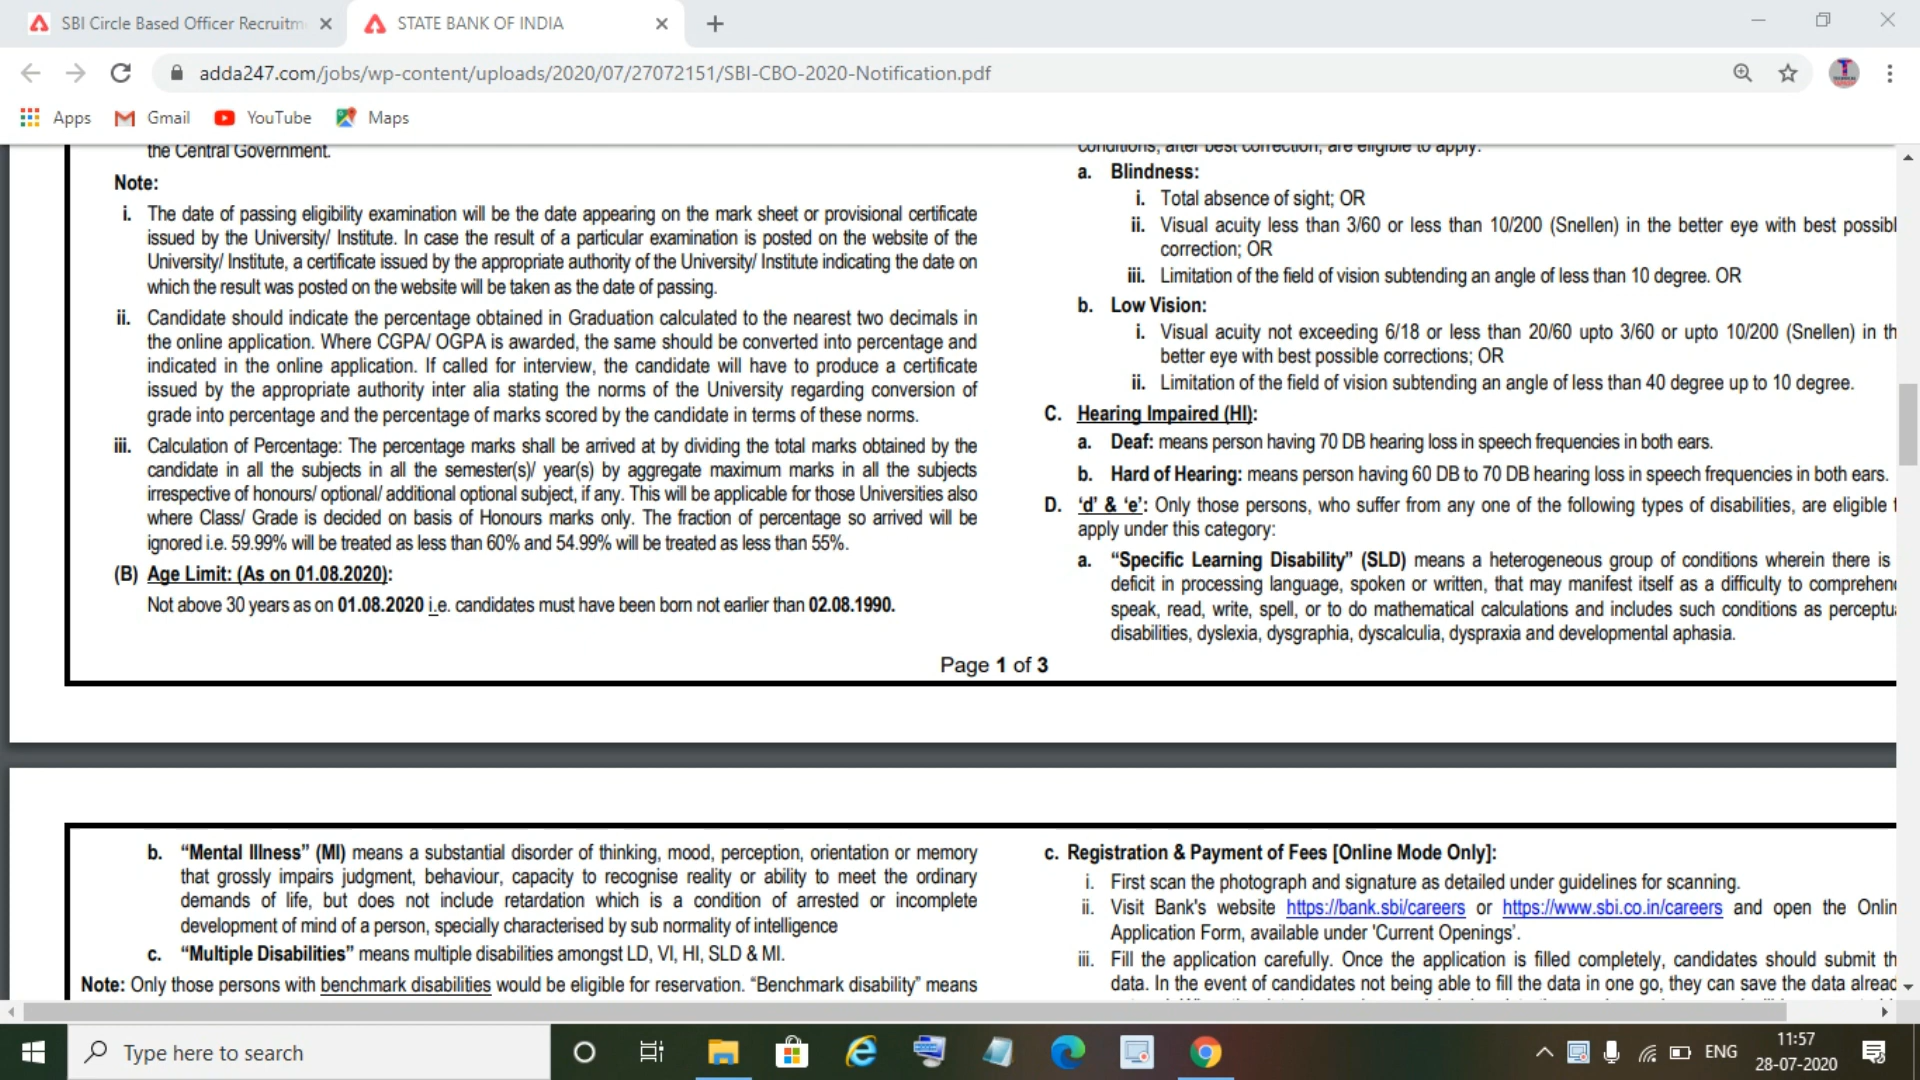 SBI Circle Based Officer Recruitm
STATE BANK OF INDIA
adda247.com/jobs/wp-content/uploads/2020/07/27072151/SBI-CBO-2020-Notification.pdf
Apps
Gmail
YouTube
Maps
the Central Government.
Note:
i. The date of passing eligibility examination will be the date appearing on the mark sheet or provisional certificate
issued by the University/ Institute. In case the result of a particular examination is posted on the website of the
University/ Institute, a certificate issued by the appropriate authority of the University/ Institute indicating the date on
which the result was posted on the website will be taken as the date of passing.
ii. Candidate should indicate the percentage obtained in Graduation calculated to the nearest two decimals in
the online application. Where CGPA/ OGPA is awarded, the same should be converted into percentage and
indicated in the online application. If called for interview, the candidate will have to produce a certificate
issued by the appropriate authority inter alia stating the norms of the University regarding conversion of
grade into percentage and the percentage of marks scored by the candidate in terms of these norms.
iii. Calculation of Percentage: The percentage marks shall be arrived at by dividing the total marks obtained by the
candidate in all the subjects in all the semester(s)/ year(s) by aggregate maximum marks in all the subjects
irrespective of honours/ optional/ additional optional subject, if any. This will be applicable for those Universities also
where Class/ Grade is decided on basis of Honours marks only. The fraction of percentage so arrived will be
ignored i.e. 59.99% will be treated as less than 60% and 54.99% will be treated as less than 55%.
(B) Age Limit: (As on 01.08.2020):
Not above 30 years as on 01.08.2020 i.e. candidates must have been born not earlier than 02.08.1990.
conditions, after best correction, are eligible to apply.
a. Blindness:
i. Total absence of sight; OR
ii. Visual acuity less than 3/60 or less than 10/200 (Snellen) in the better eye with best possibl
correction; OR
iii. Limitation of the field of vision subtending an angle of less than 10 degree. OR
b. Low Vision:
i. Visual acuity not exceeding 6/18 or less than 20/60 upto 3/60 or upto 10/200 (Snellen) in th
better eye with best possible corrections; OR
ii. Limitation of the field of vision subtending an angle of less than 40 degree up to 10 degree.
C. Hearing Impaired (HI):
a. Deaf: means person having 70 DB hearing loss in speech frequencies in both ears.
b. Hard of Hearing: means person having 60 DB to 70 DB hearing loss in speech frequencies in both ears.
D. ‘d’ & ‘e’: Only those persons, who suffer from any one of the following types of disabilities, are eligible t
apply under this category:
a. “Specific Learning Disability” (SLD) means a heterogeneous group of conditions wherein there is
deficit in processing language, spoken or written, that may manifest itself as a difficulty to comprehen
speak, read, write, spell, or to do mathematical calculations and includes such conditions as perceptu
disabilities, dyslexia, dysgraphia, dyscalculia, dyspraxia and developmental aphasia.
Page 1 of 3
b. “Mental Illness” (MI) means a substantial disorder of thinking, mood, perception, orientation or memory
that grossly impairs judgment, behaviour, capacity to recognise reality or ability to meet the ordinary
demands of life, but does not include retardation which is a condition of arrested or incomplete
development of mind of a person, specially characterised by sub normality of intelligence
c. “Multiple Disabilities” means multiple disabilities amongst LD, VI, HI, SLD & MI.
Note: Only those persons with benchmark disabilities would be eligible for reservation. “Benchmark disability” means
c. Registration & Payment of Fees [Online Mode Only]:
i. First scan the photograph and signature as detailed under guidelines for scanning.
ii. Visit Bank's website https://bank.sbi/careers or https://www.sbi.co.in/careers and open the Onlin
Application Form, available under 'Current Openings'.
iii. Fill the application carefully. Once the application is filled completely, candidates should submit th
data. In the event of candidates not being able to fill the data in one go, they can save the data alread
Type here to search
ENG
11:57
28-07-2020